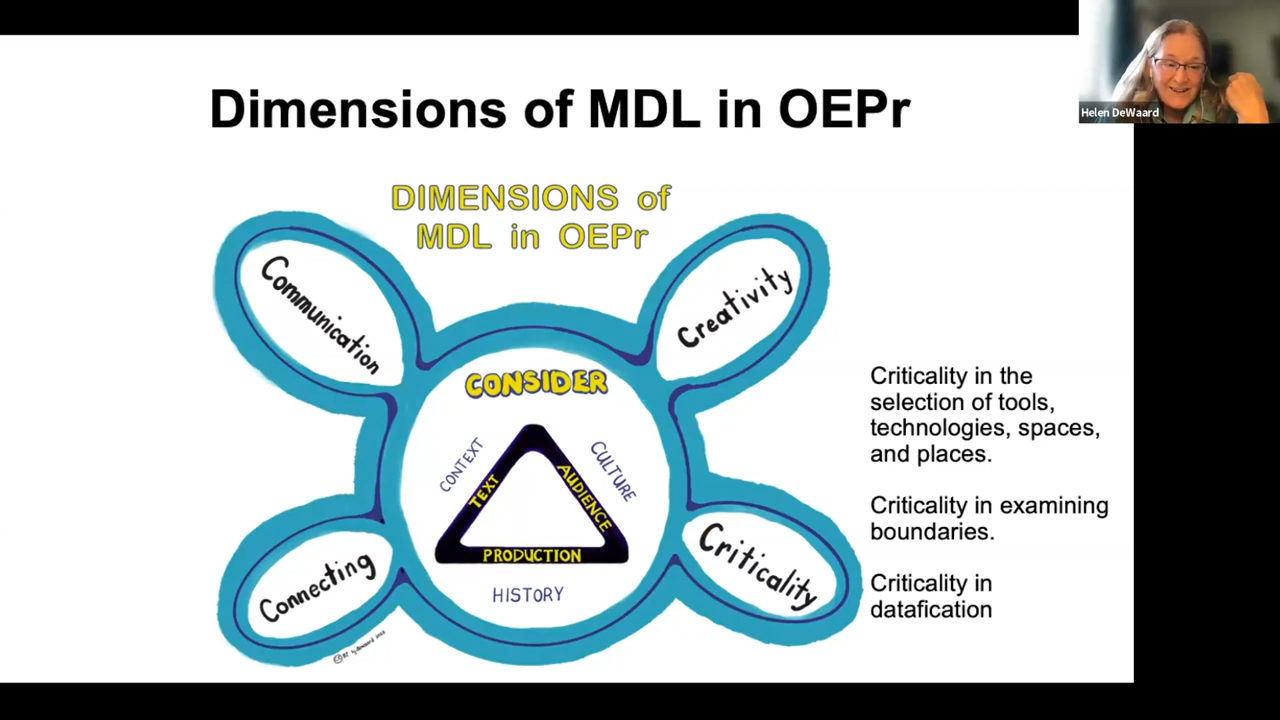 Helen DeWaard
Dimensions of MDL in OEPr
DIMENSIONS of
MDL in OEPr
Communication
Creativity
CONSIDER
CONTEXT
CULTURE
TEXT
AUDIENCE
PRODUCTION
HISTORY
Connecting
Criticality
Criticality in the
selection of tools,
technologies, spaces,
and places.
Criticality in examining
boundaries.
Criticality in
datafication